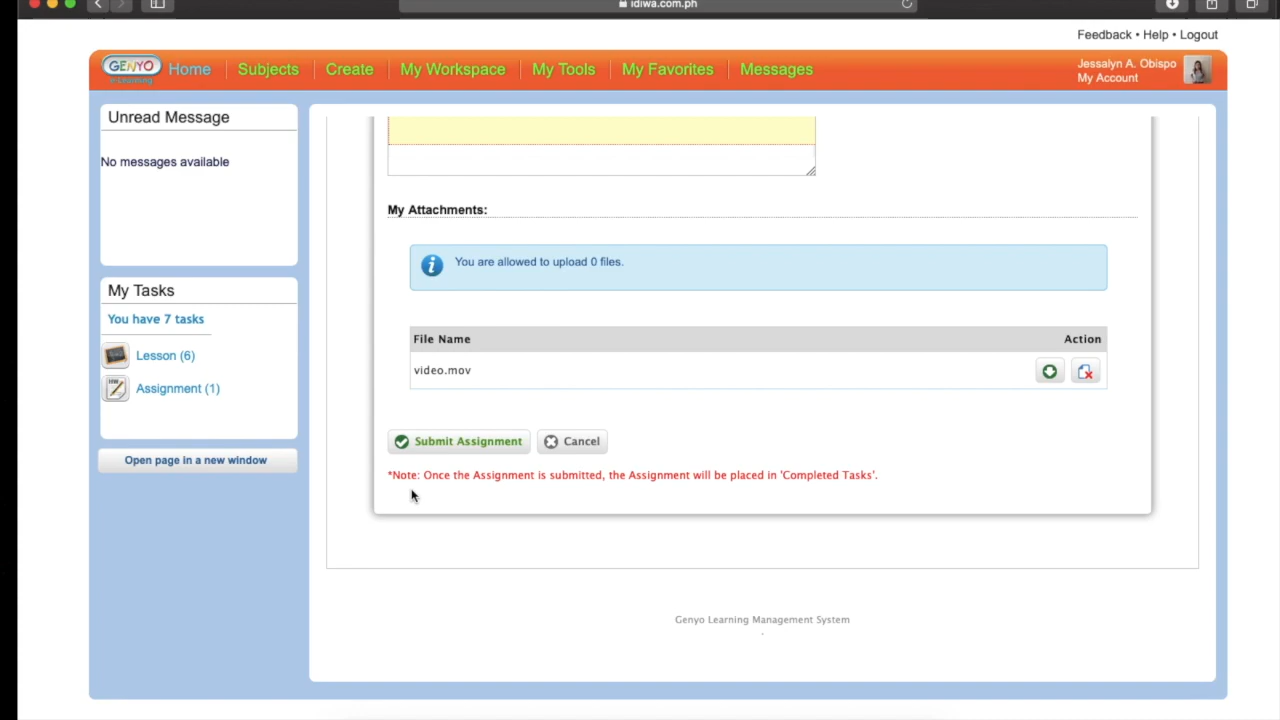 idiwa.com.ph
Feedback • Help • Logout
GENYO
e-Learning
Home
Subjects
Create
My Workspace
My Tools
My Favorites
Messages
Jessalyn A. Obispo
My Account
Unread Message
No messages available
My Tasks
You have 7 tasks
Lesson (6)
Assignment (1)
Open page in a new window
My Attachments:
You are allowed to upload 0 files.
File Name Action
video.mov
Submit Assignment
Cancel
*Note: Once the Assignment is submitted, the Assignment will be placed in 'Completed Tasks'.
Genyo Learning Management System